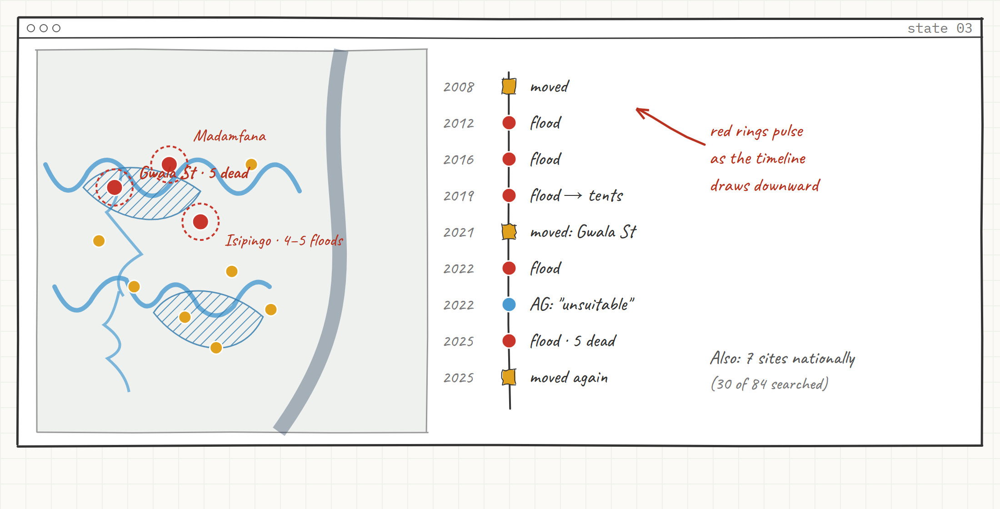 state 03
Madamfana
Gwala St · 5 dead
Isipingo · 4–5 floods
2008 moved
2012 flood
2016 flood
2019 flood → tents
2021 moved: Gwala St
2022 flood
2022 AG: "unsuitable"
2025 flood · 5 dead
2025 moved again
red rings pulse
as the timeline
draws downward
Also: 7 sites nationally
(30 of 84 searched)